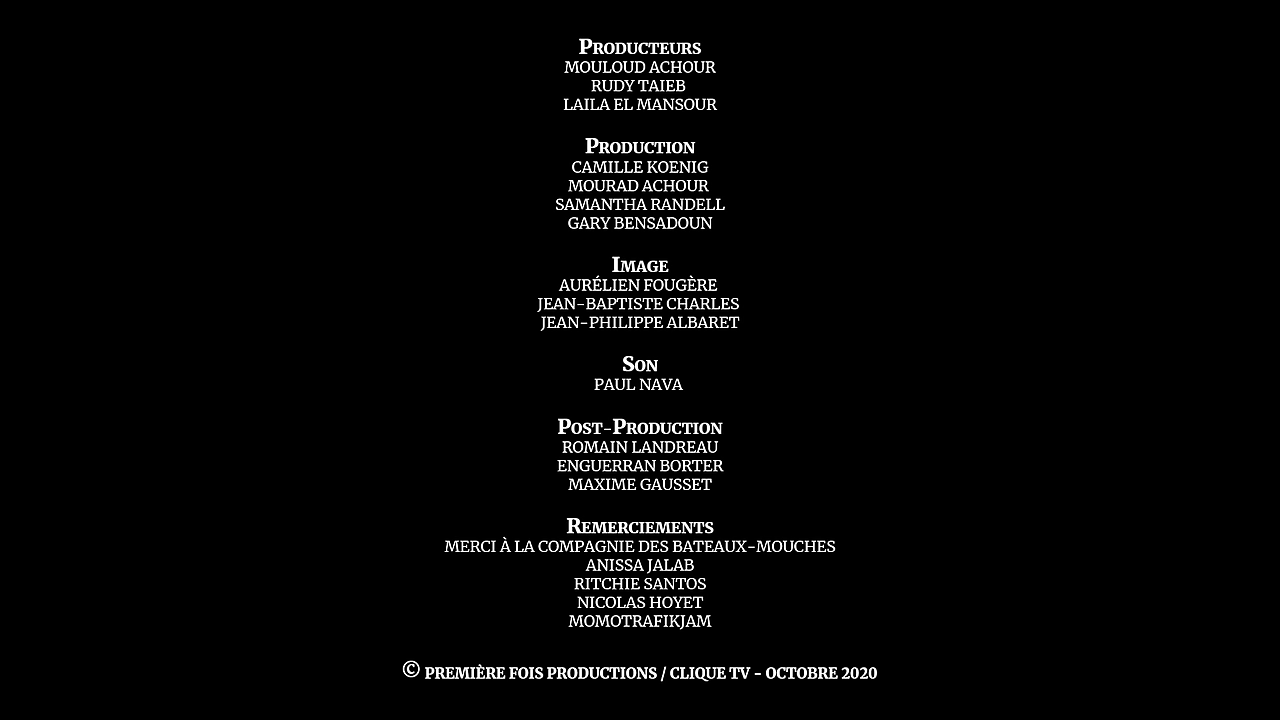 Producteurs
MOULOUD ACHOUR
RUDY TAIEB
LAILA EL MANSOUR
Production
CAMILLE KOENIG
MOURAD ACHOUR
SAMANTHA RANDELL
GARY BENSADOUN
Image
AURÉLIEN FOUGÈRE
JEAN-BAPTISTE CHARLES
JEAN-PHILIPPE ALBARET
Son
PAUL NAVA
Post-Production
ROMAIN LANDREAU
ENGUERRAN BORTER
MAXIME GAUSSET
Remerciements
MERCI À LA COMPAGNIE DES BATEAUX-MOUCHES
ANISSA JALAB
RITCHIE SANTOS
NICOLAS HOYET
MOMOTRAFIKJAM
© PREMIÈRE FOIS PRODUCTIONS / CLIQUE TV - OCTOBRE 2020